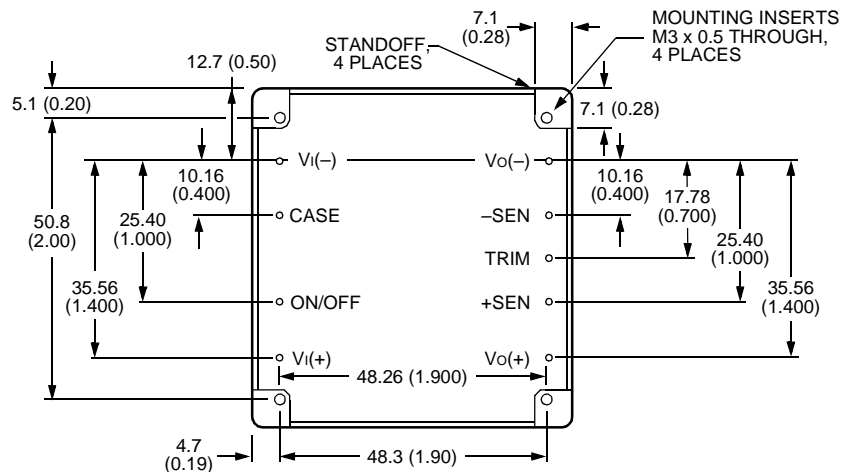 7.1
(0.28)
MOUNTING INSERTS
M3 x 0.5 THROUGH,
4 PLACES
STANDOFF,
4 PLACES
12.7 (0.50)
5.1 (0.20)
7.1 (0.28)
VI(–)
VO(–)
10.16
(0.400)
10.16
(0.400)
17.78
(0.700)
CASE
–SEN
50.8
(2.00)
25.40
(1.000)
25.40
(1.000)
TRIM
35.56
(1.400)
35.56
(1.400)
ON/OFF
+SEN
VI(+)
VO(+)
48.26 (1.900)
4.7
(0.19)
48.3 (1.90)